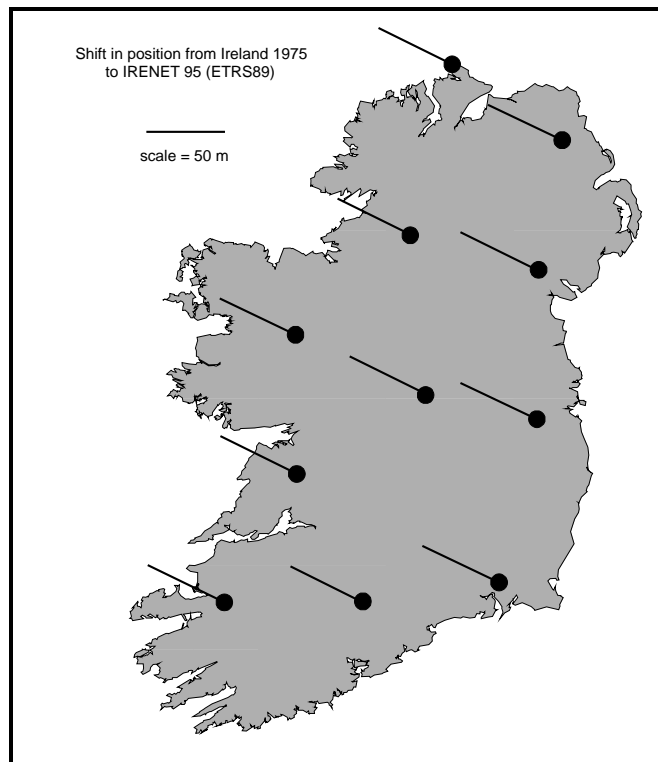 Shift in position from Ireland 1975
to IRENET 95 (ETRS89)
scale = 50 m